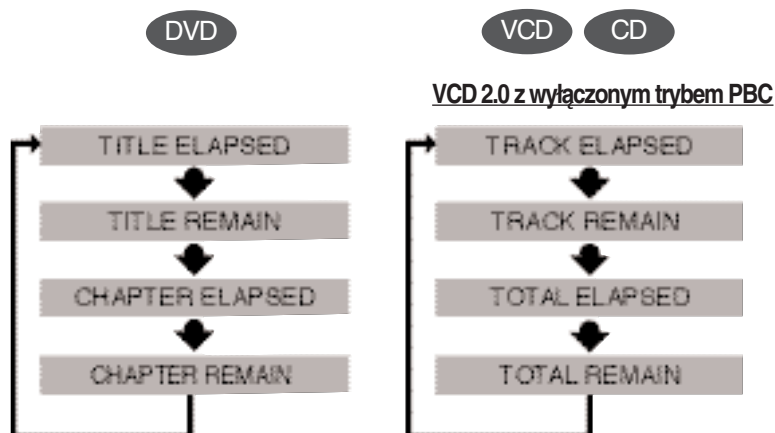 DVD
TITLE ELAPSED
TITLE REMAIN
CHAPTER ELAPSED
CHAPTER REMAIN
VCD CD
VCD 2.0 z wyłączonym trybem PBC
TRACK ELAPSED
TRACK REMAIN
TOTAL ELAPSED
TOTAL REMAIN